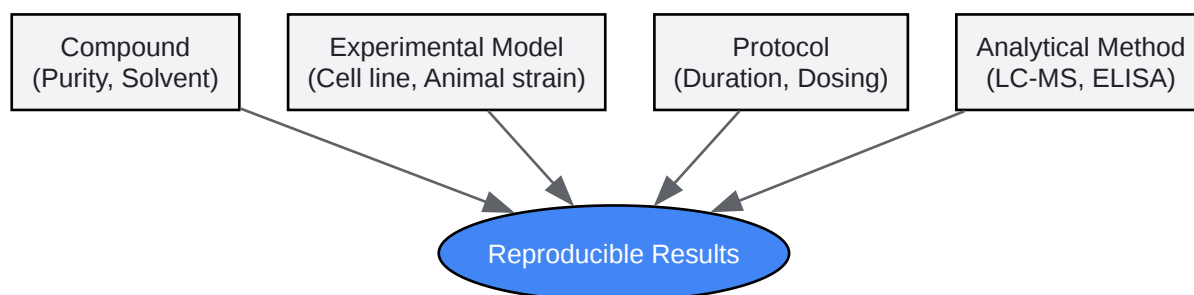 Compound
(Purity, Solvent)
Experimental Model
(Cell line, Animal strain)
Protocol
(Duration, Dosing)
Analytical Method
(LC-MS, ELISA)
Reproducible Results